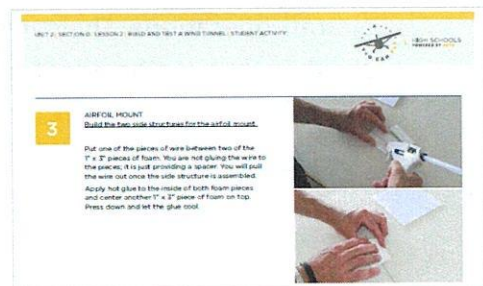 UNIT 2 | SECTION D | LESSON 2 | BUILD AND TEST A WIND TUNNEL | STUDENT ACTIVITY
HIGH SCHOOLS
POWERED BY
3
AIRFOIL MOUNT
Build the two side structures for the airfoil mount.
Put one of the pieces of wire between two of the
1" x 3" pieces of foam. You are not gluing the wire to
the pieces; it is just providing a spacer. You will pull
the wire out once the side structure is assembled.
Apply hot glue to the inside of both foam pieces
and center another 1" x 3" piece of foam on top.
Press down and let the glue cool.